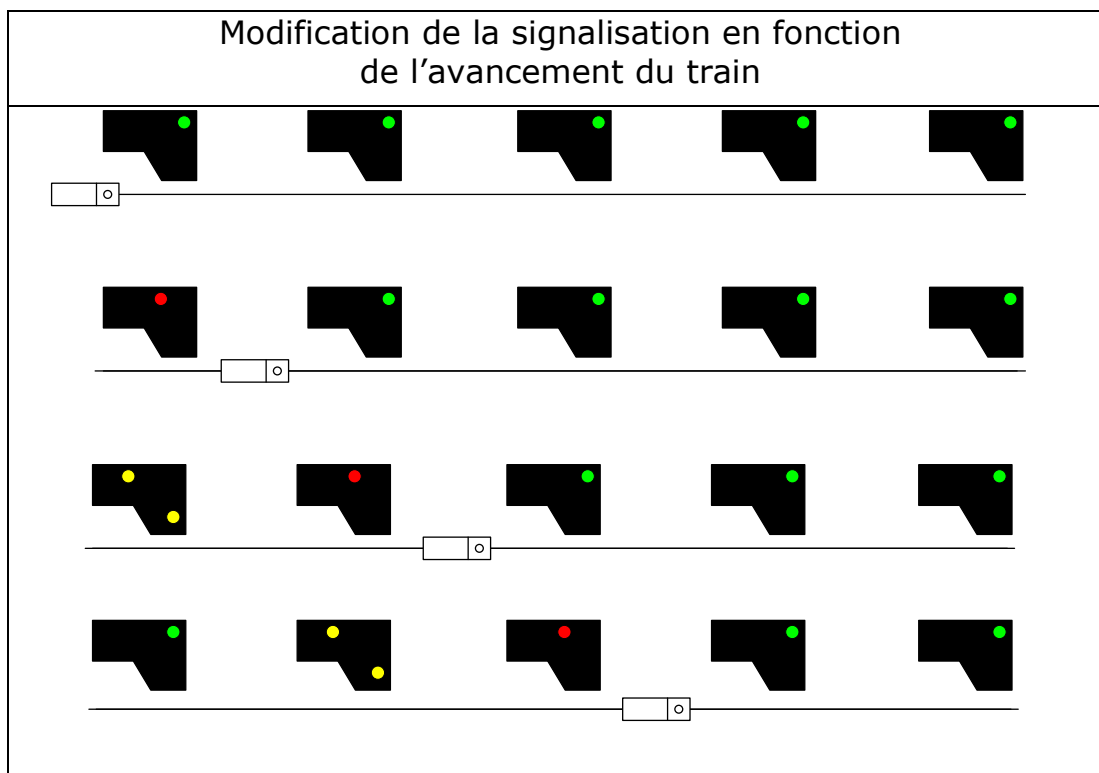 Modification de la signalisation en fonction
de l’avancement du train